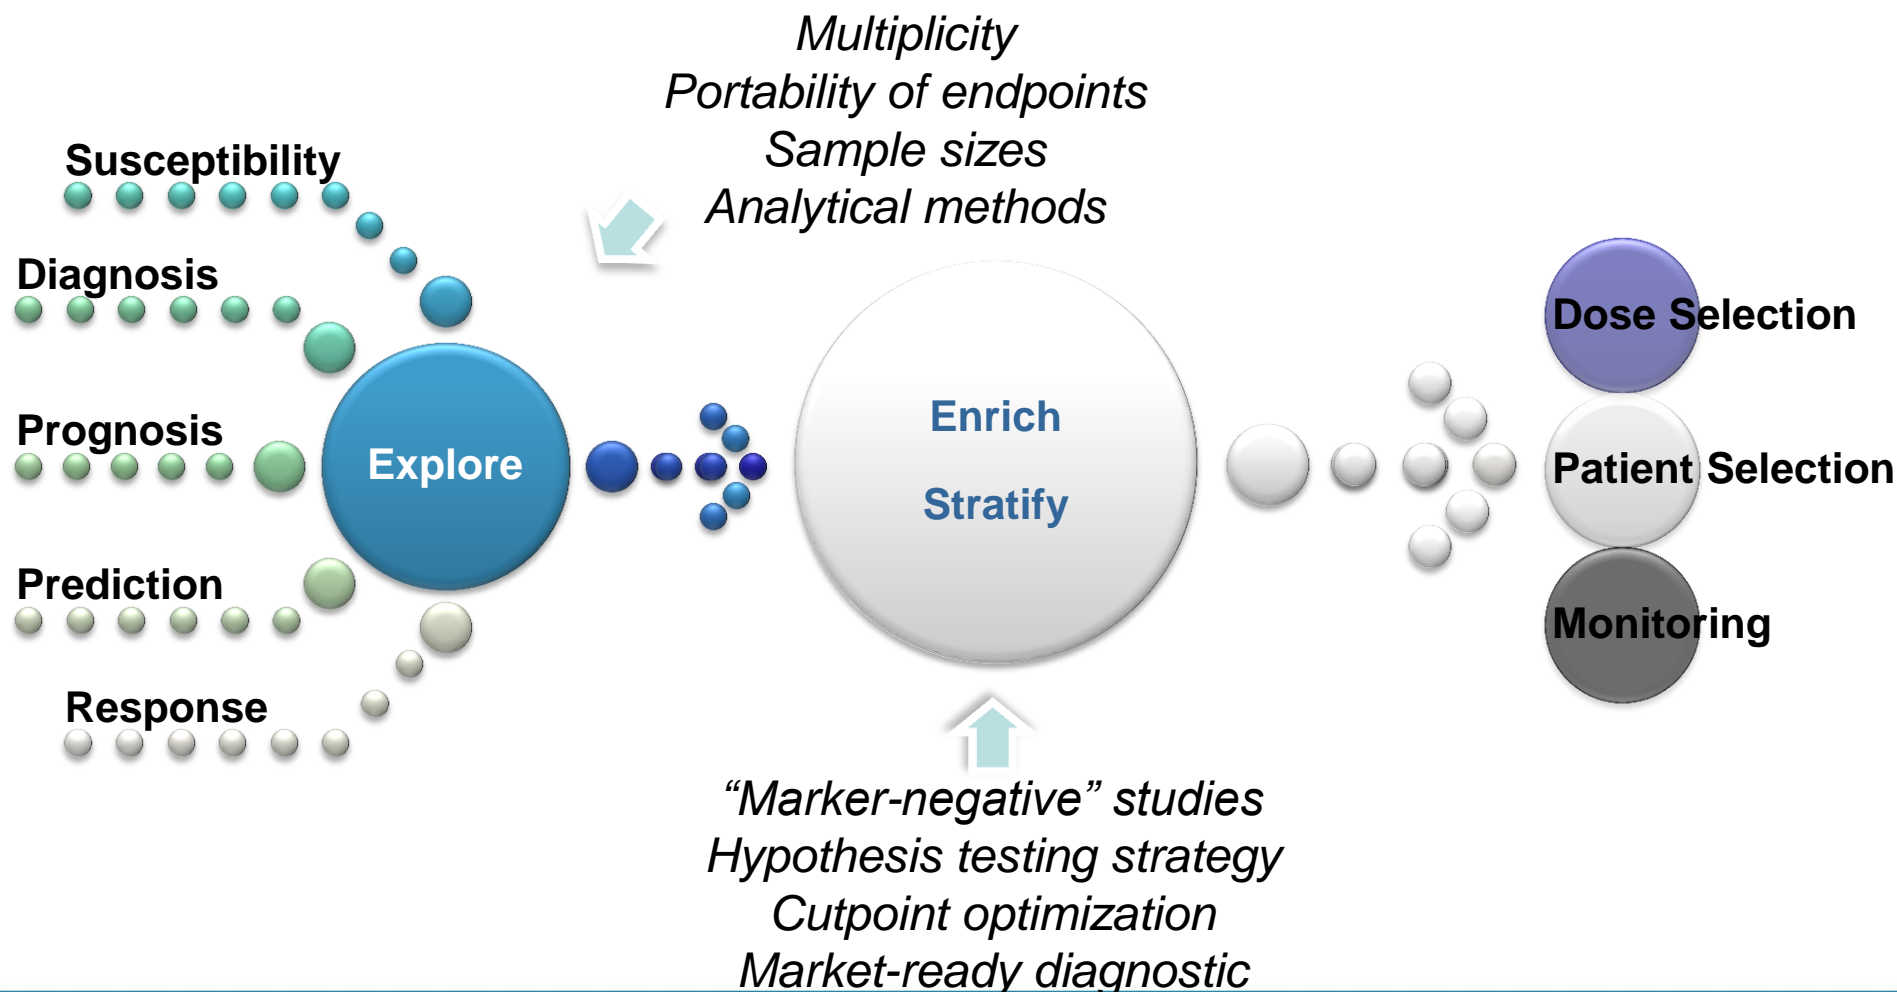 Multiplicity
Portability of endpoints
Sample sizes
Analytical methods
Susceptibility
Diagnosis
Prognosis
Prediction
Response
Explore
Enrich
Stratify
Dose Selection
Patient Selection
Monitoring
“Marker-negative” studies
Hypothesis testing strategy
Cutpoint optimization
Market-ready diagnostic